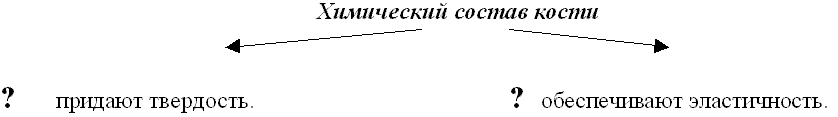 Химический состав кости
? придают твердость. ? обеспечивают эластичность.